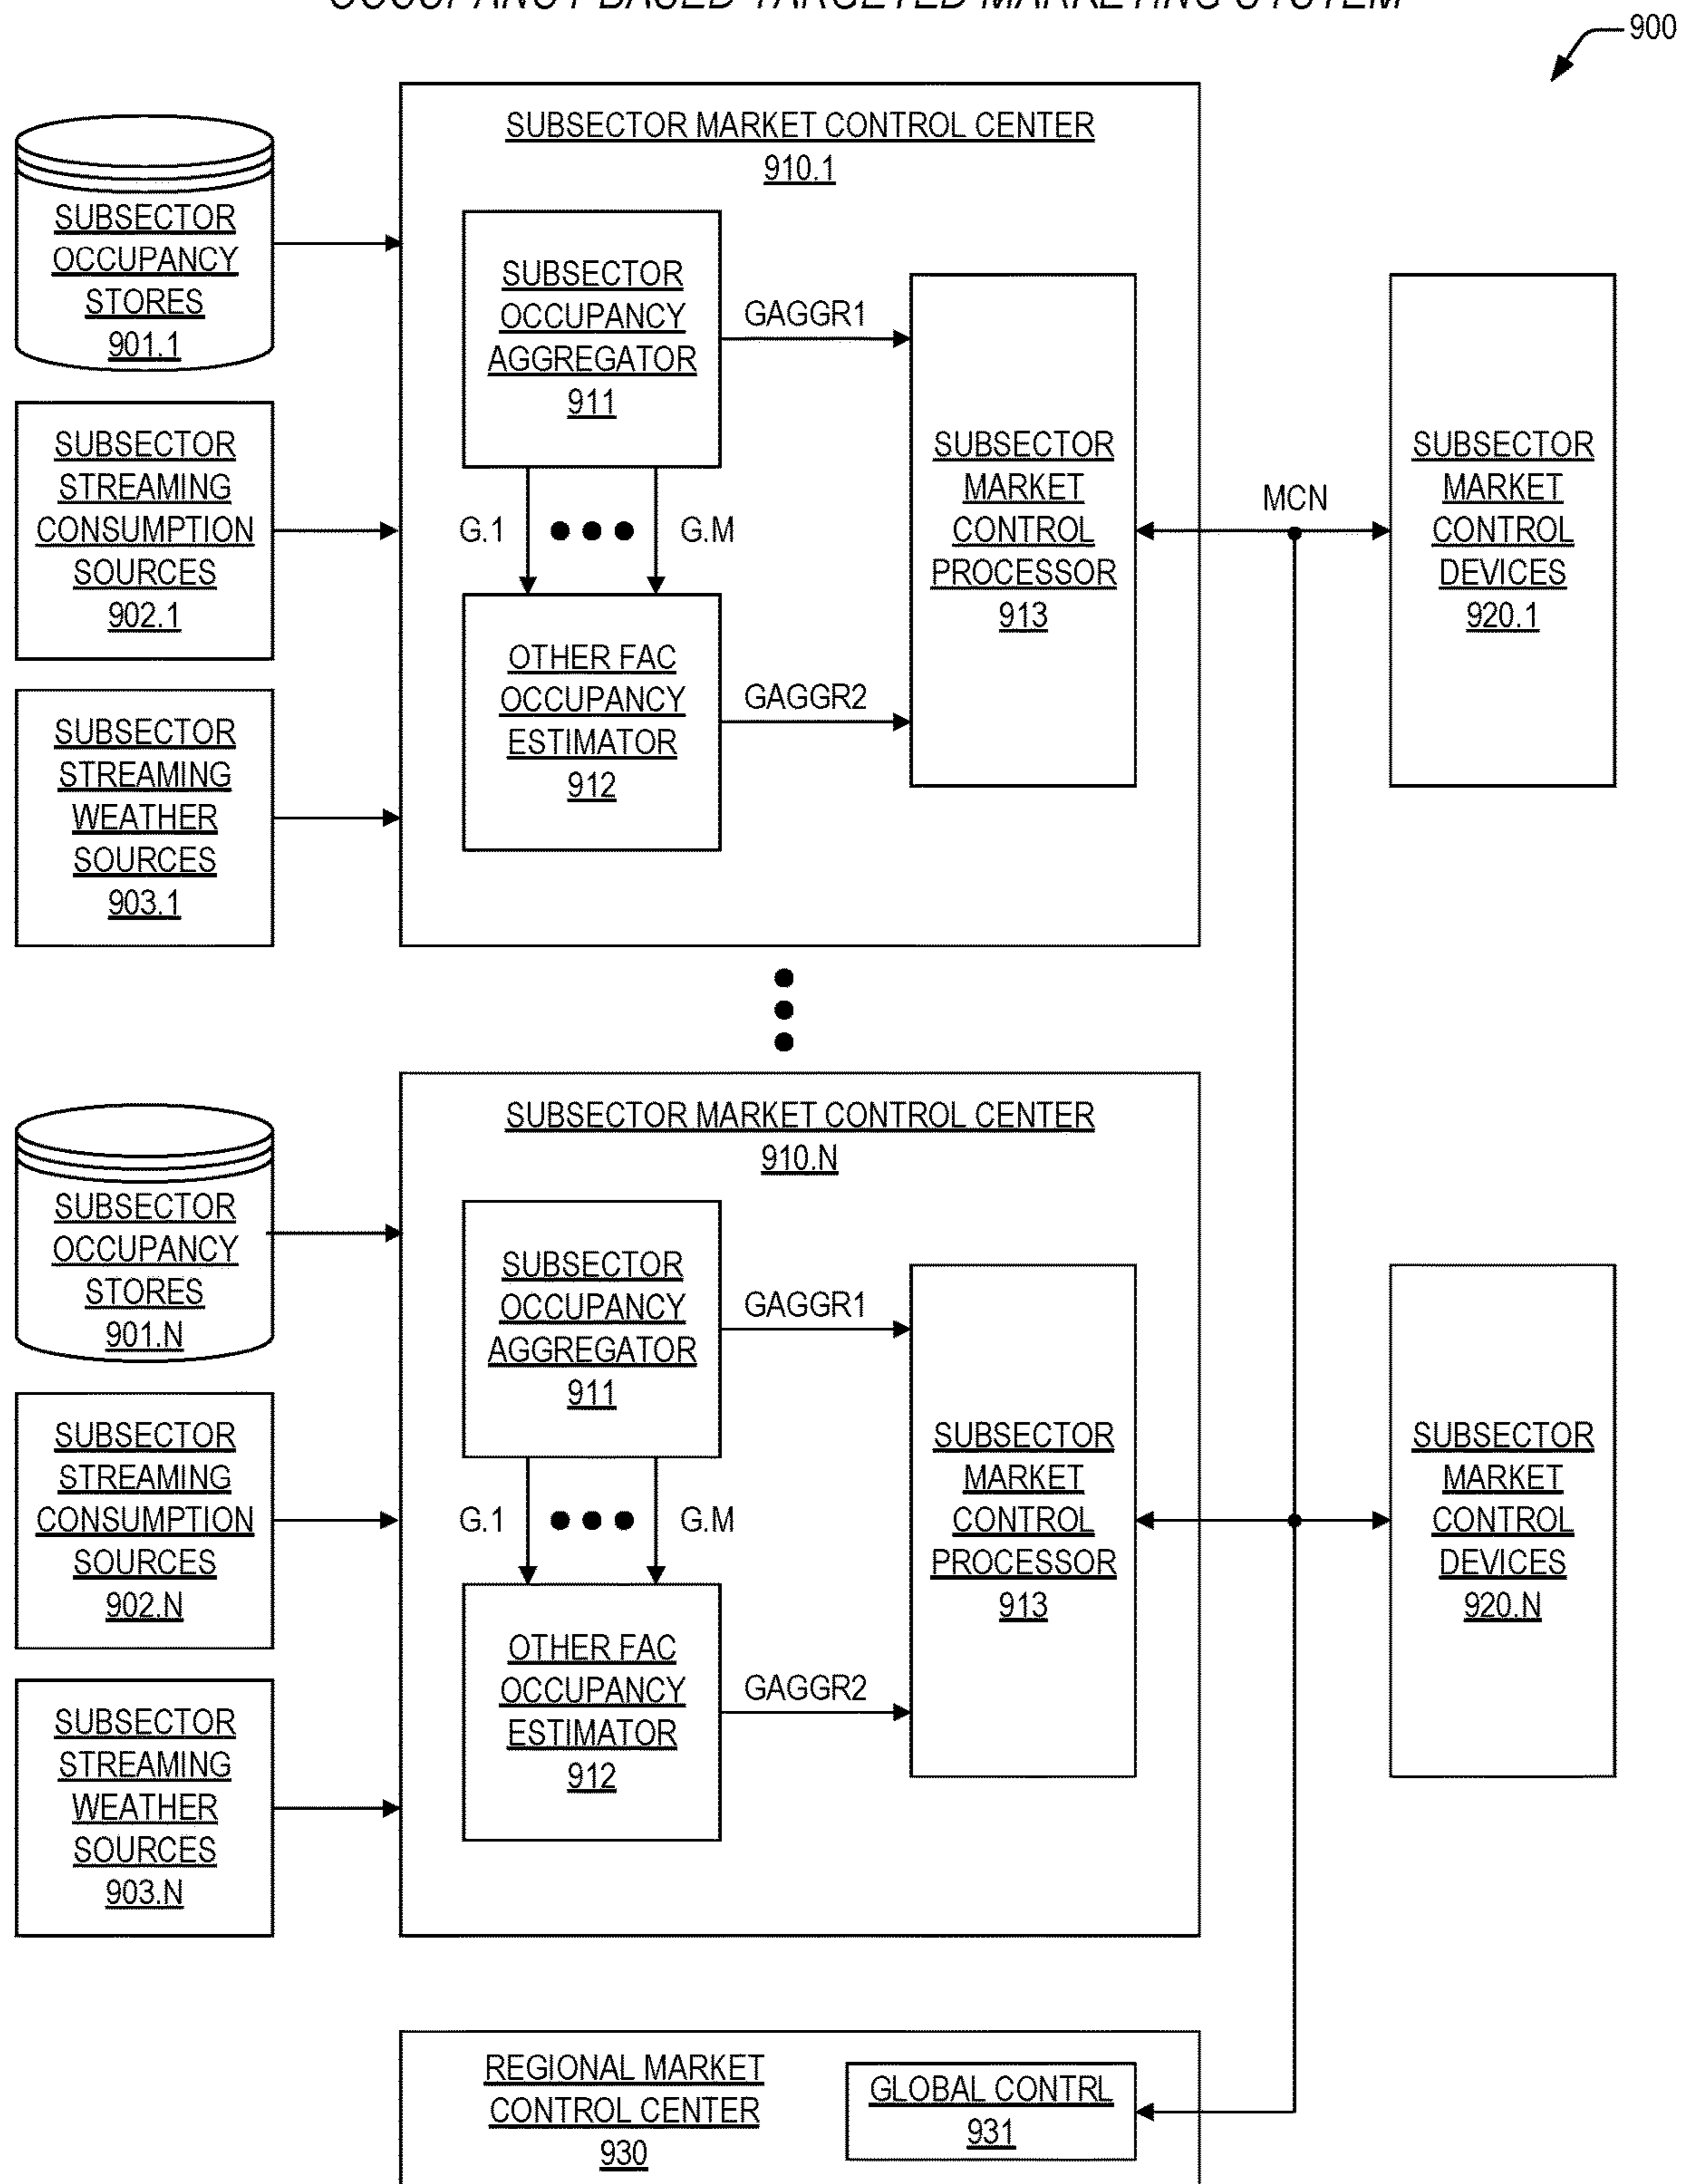 OCCUPANCY BASED TARGETED MARKETING SYSTEM
900
SUBSECTOR
OCCUPANCY
STORES
901.1
SUBSECTOR
STREAMING
CONSUMPTION
SOURCES
902.1
SUBSECTOR
STREAMING
WEATHER
SOURCES
903.1
SUBSECTOR MARKET CONTROL CENTER
910.1
SUBSECTOR
OCCUPANCY
AGGREGATOR
911
GAGGR1
G.1
G.M
OTHER FAC
OCCUPANCY
ESTIMATOR
912
GAGGR2
SUBSECTOR
MARKET
CONTROL
PROCESSOR
913
MCN
SUBSECTOR
MARKET
CONTROL
DEVICES
920.1
SUBSECTOR
OCCUPANCY
STORES
901.N
SUBSECTOR
STREAMING
CONSUMPTION
SOURCES
902.N
SUBSECTOR
STREAMING
WEATHER
SOURCES
903.N
SUBSECTOR MARKET CONTROL CENTER
910.N
SUBSECTOR
OCCUPANCY
AGGREGATOR
911
GAGGR1
G.1
G.M
OTHER FAC
OCCUPANCY
ESTIMATOR
912
GAGGR2
SUBSECTOR
MARKET
CONTROL
PROCESSOR
913
SUBSECTOR
MARKET
CONTROL
DEVICES
920.N
REGIONAL MARKET
CONTROL CENTER
930
GLOBAL CONTRL
931